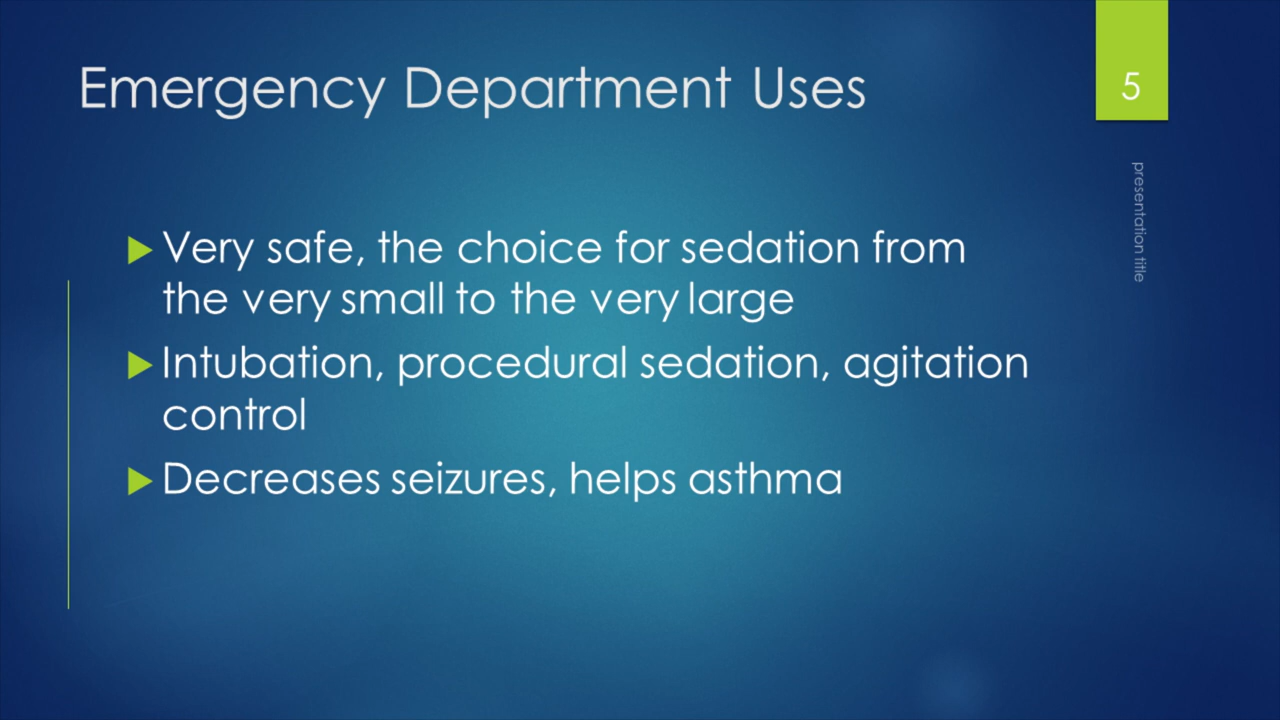 Emergency Department Uses
5
presentation title
Very safe, the choice for sedation from
the very small to the very large
Intubation, procedural sedation, agitation
control
Decreases seizures, helps asthma